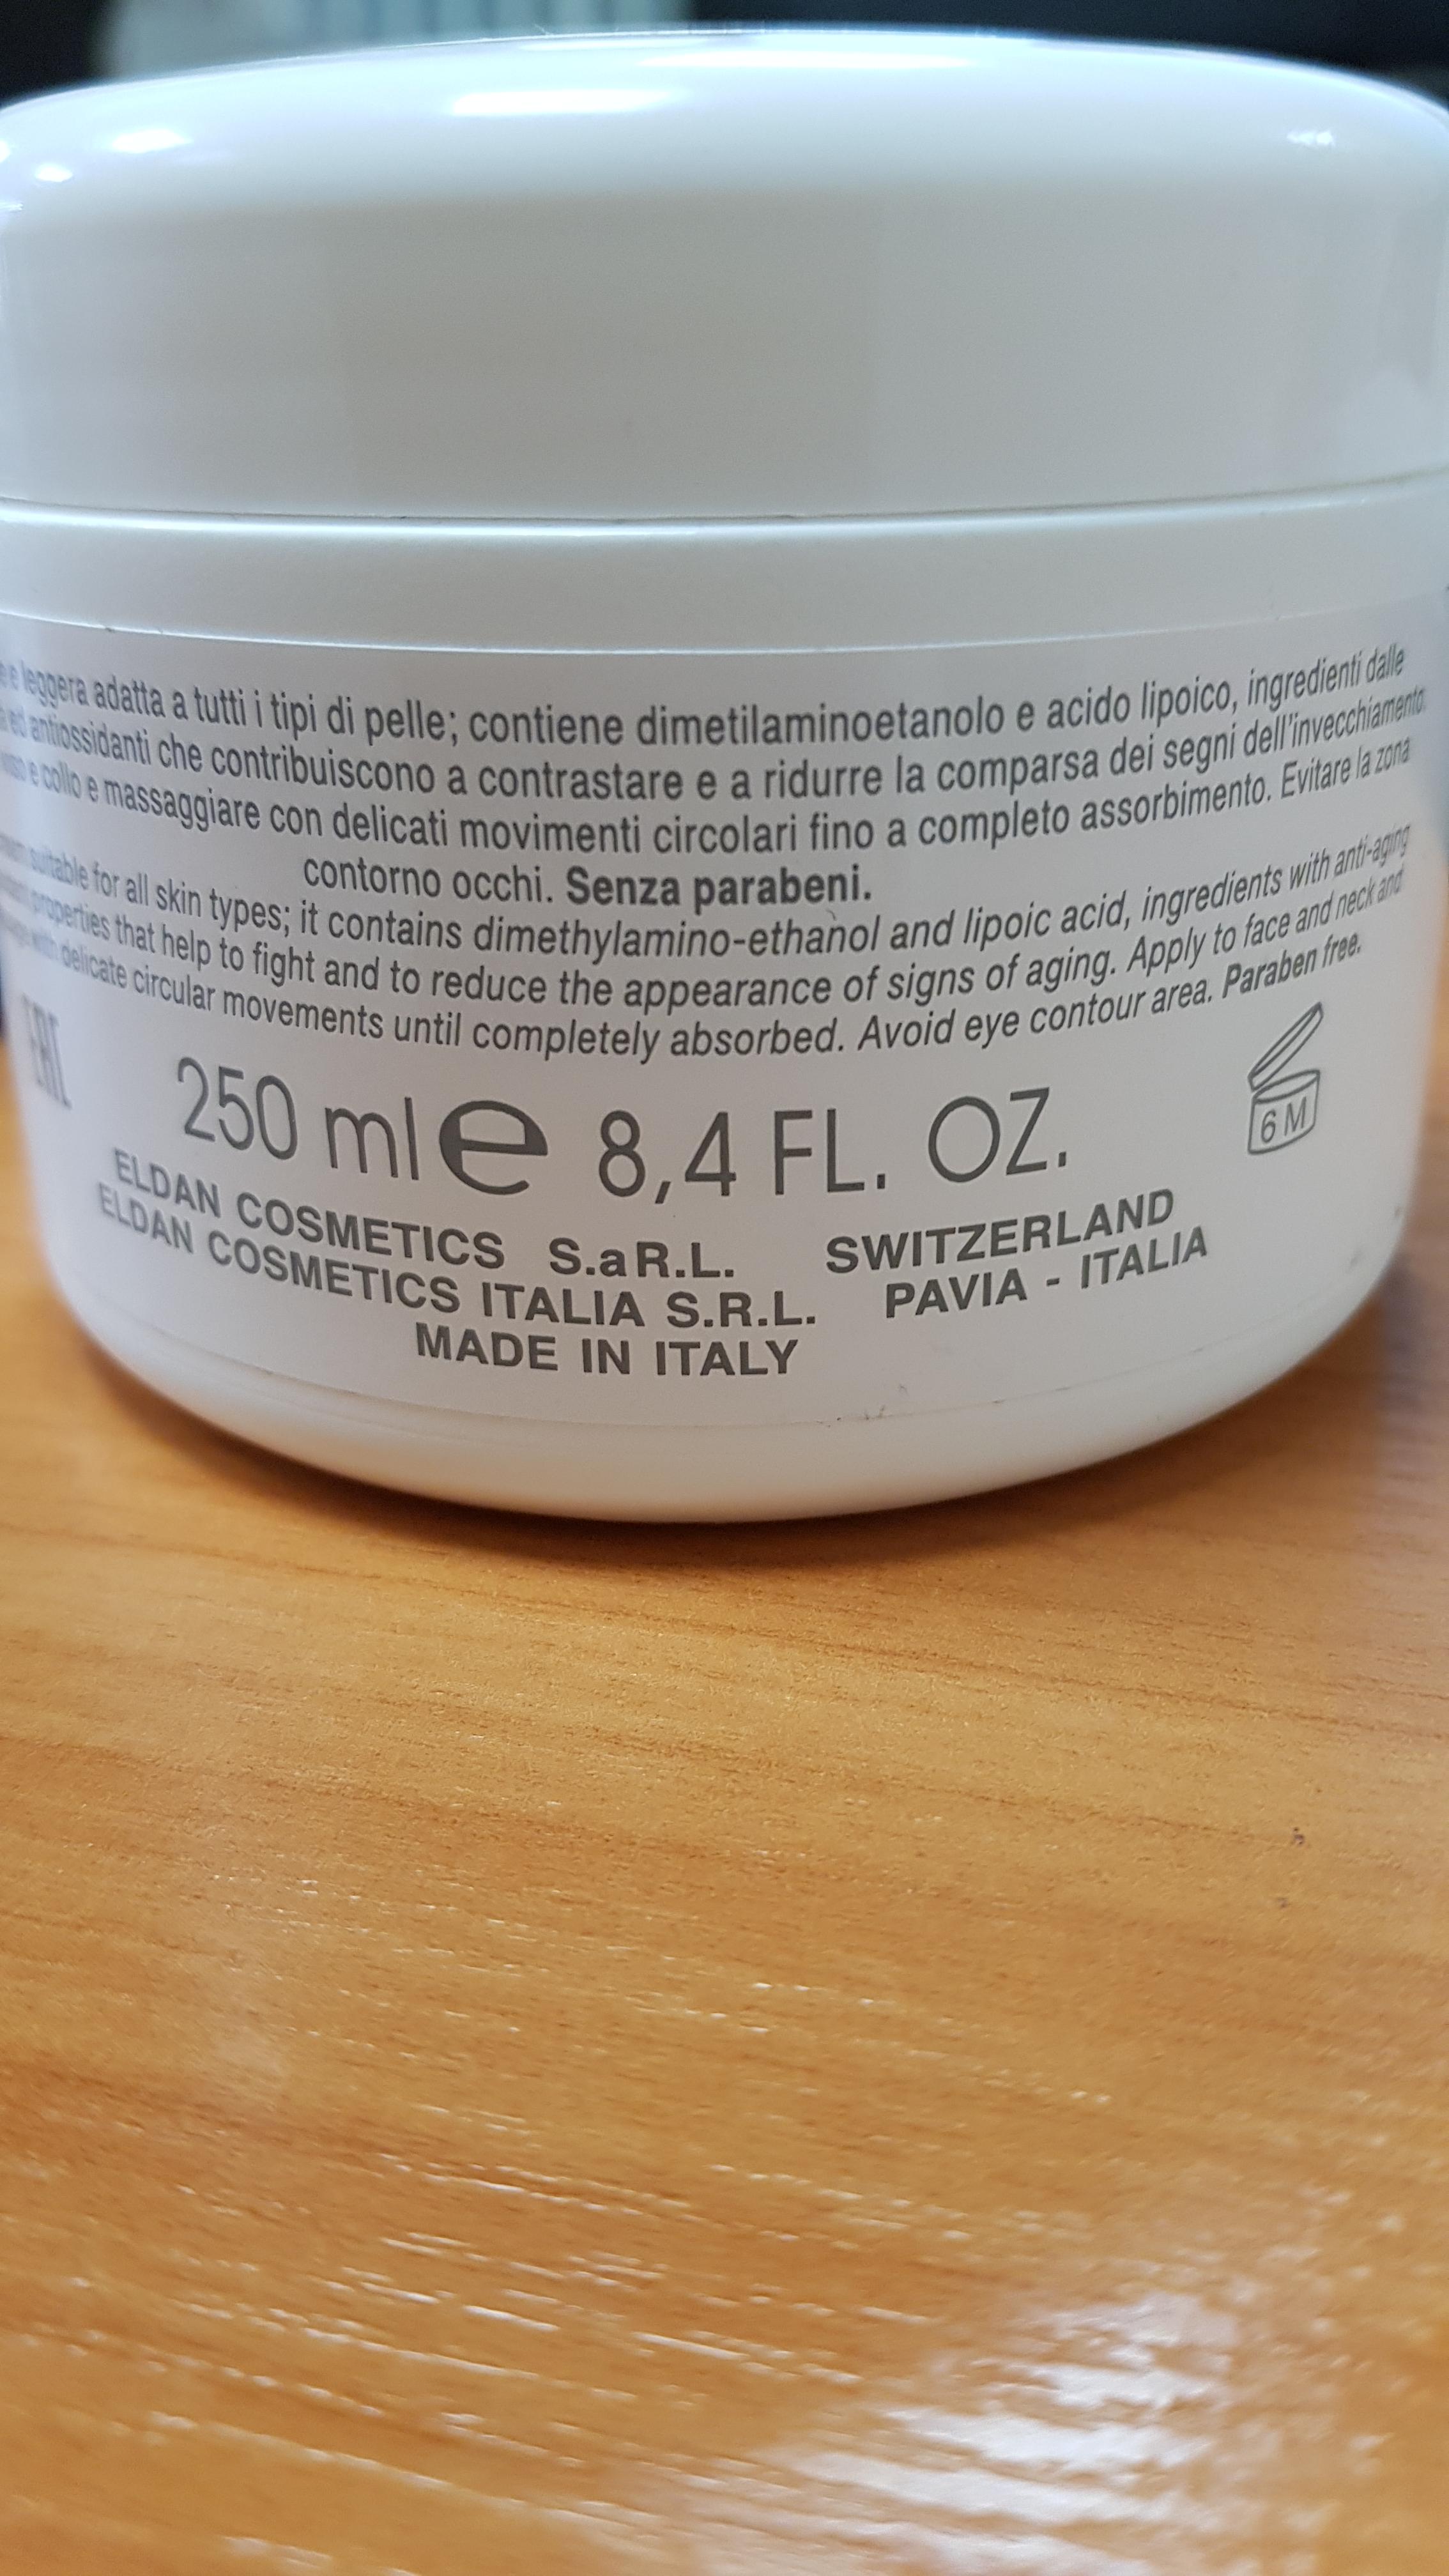 e leggera adatta a tutti i tipi di pelle; contiene dimetilaminoetanolo e acido lipoico, ingredienti dalle
ed antiossidanti che contribuiscono a contrastare e a ridurre la comparsa dei segni dell'invecchiamento.
viso e collo e massaggiare con delicati movimenti circolari fino a completo assorbimento. Evitare la zona
contorno occhi. Senza parabeni.
suitable for all skin types; it contains dimethylamino-ethanol and lipoic acid, ingredients with anti-aging
properties that help to fight and to reduce the appearance of signs of aging. Apply to face and neck and
with delicate circular movements until completely absorbed. Avoid eye contour area. Paraben free.
EAC
250 ml e 8,4 FL. OZ.
6 M
ELDAN COSMETICS S.a R.L. SWITZERLAND
ELDAN COSMETICS ITALIA S.R.L. PAVIA - ITALIA
MADE IN ITALY